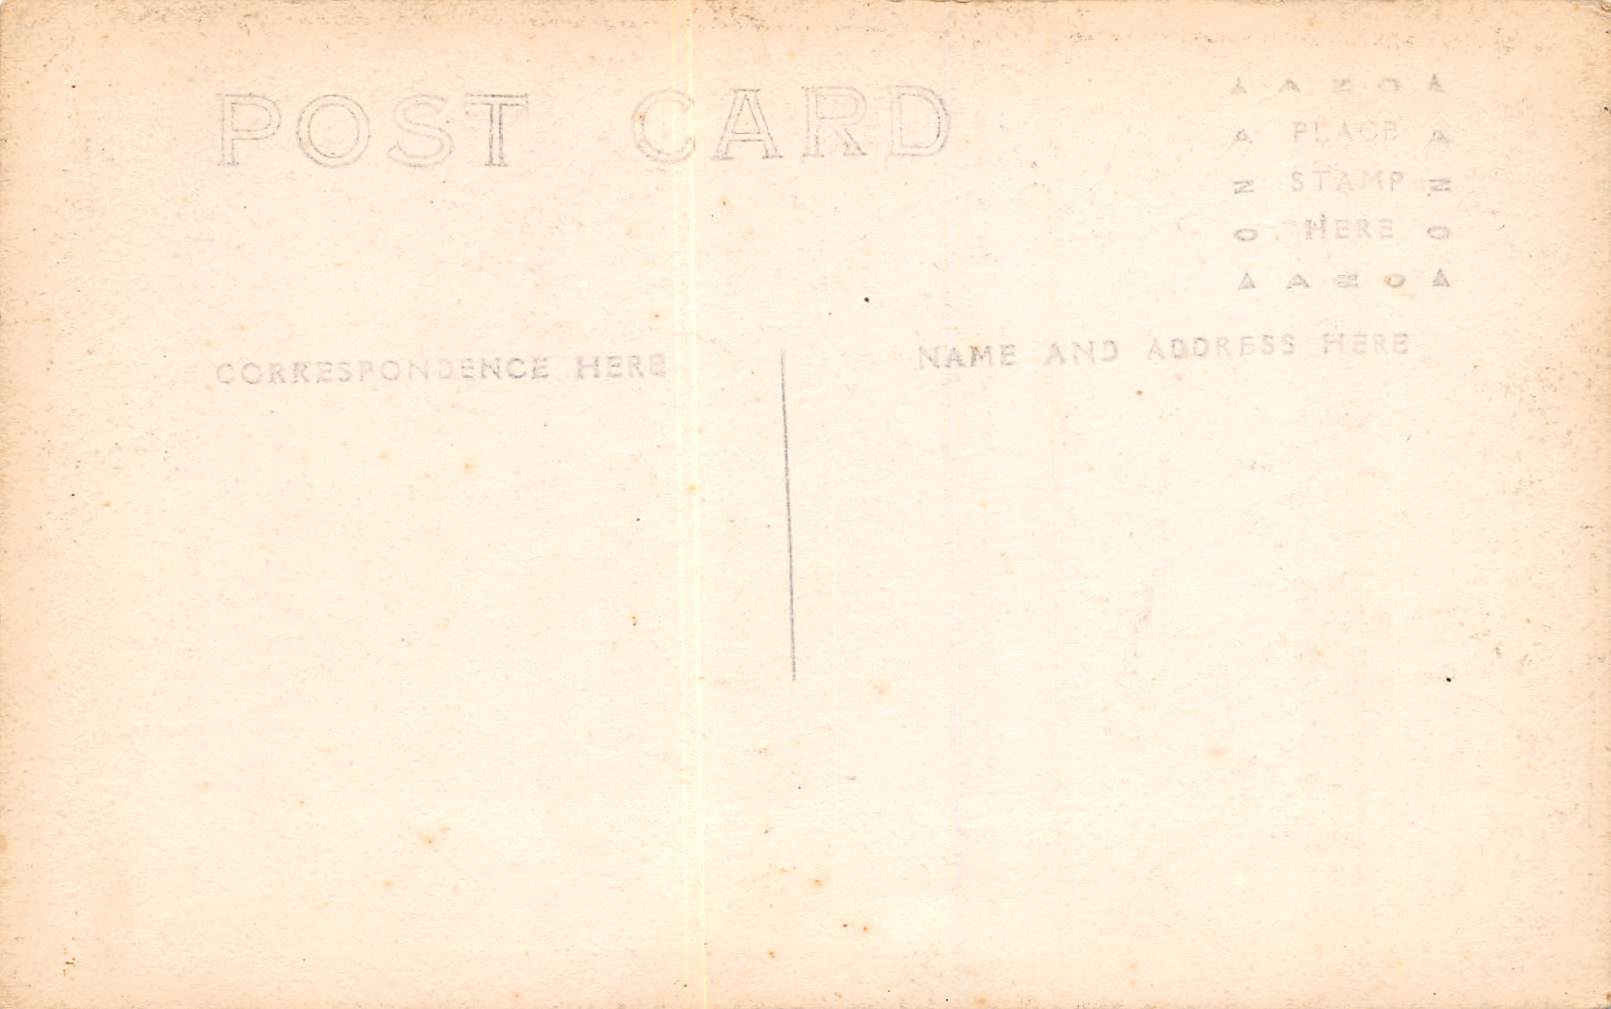 POST CARD
▲ A Z O ▲
A PLACE A
Z STAMP Z
O HERE O
▲ A Z O ▲
CORRESPONDENCE HERE
NAME AND ADDRESS HERE